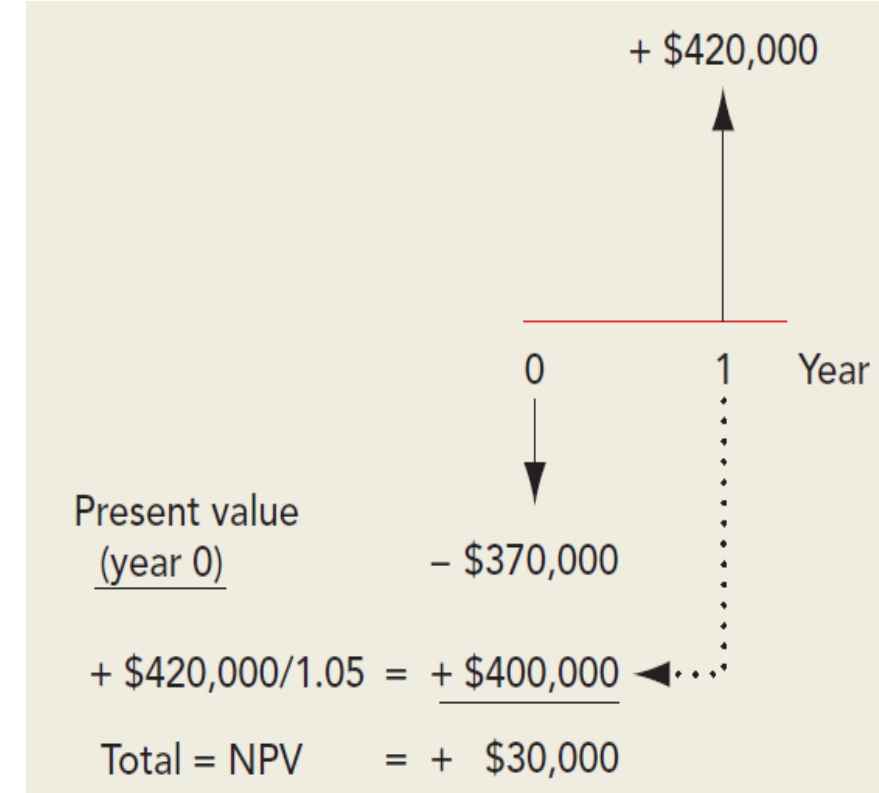 + $420,000
0 1 Year
Present value
(year 0) – $370,000
+ $420,000/1.05 = + $400,000
Total = NPV = + $30,000